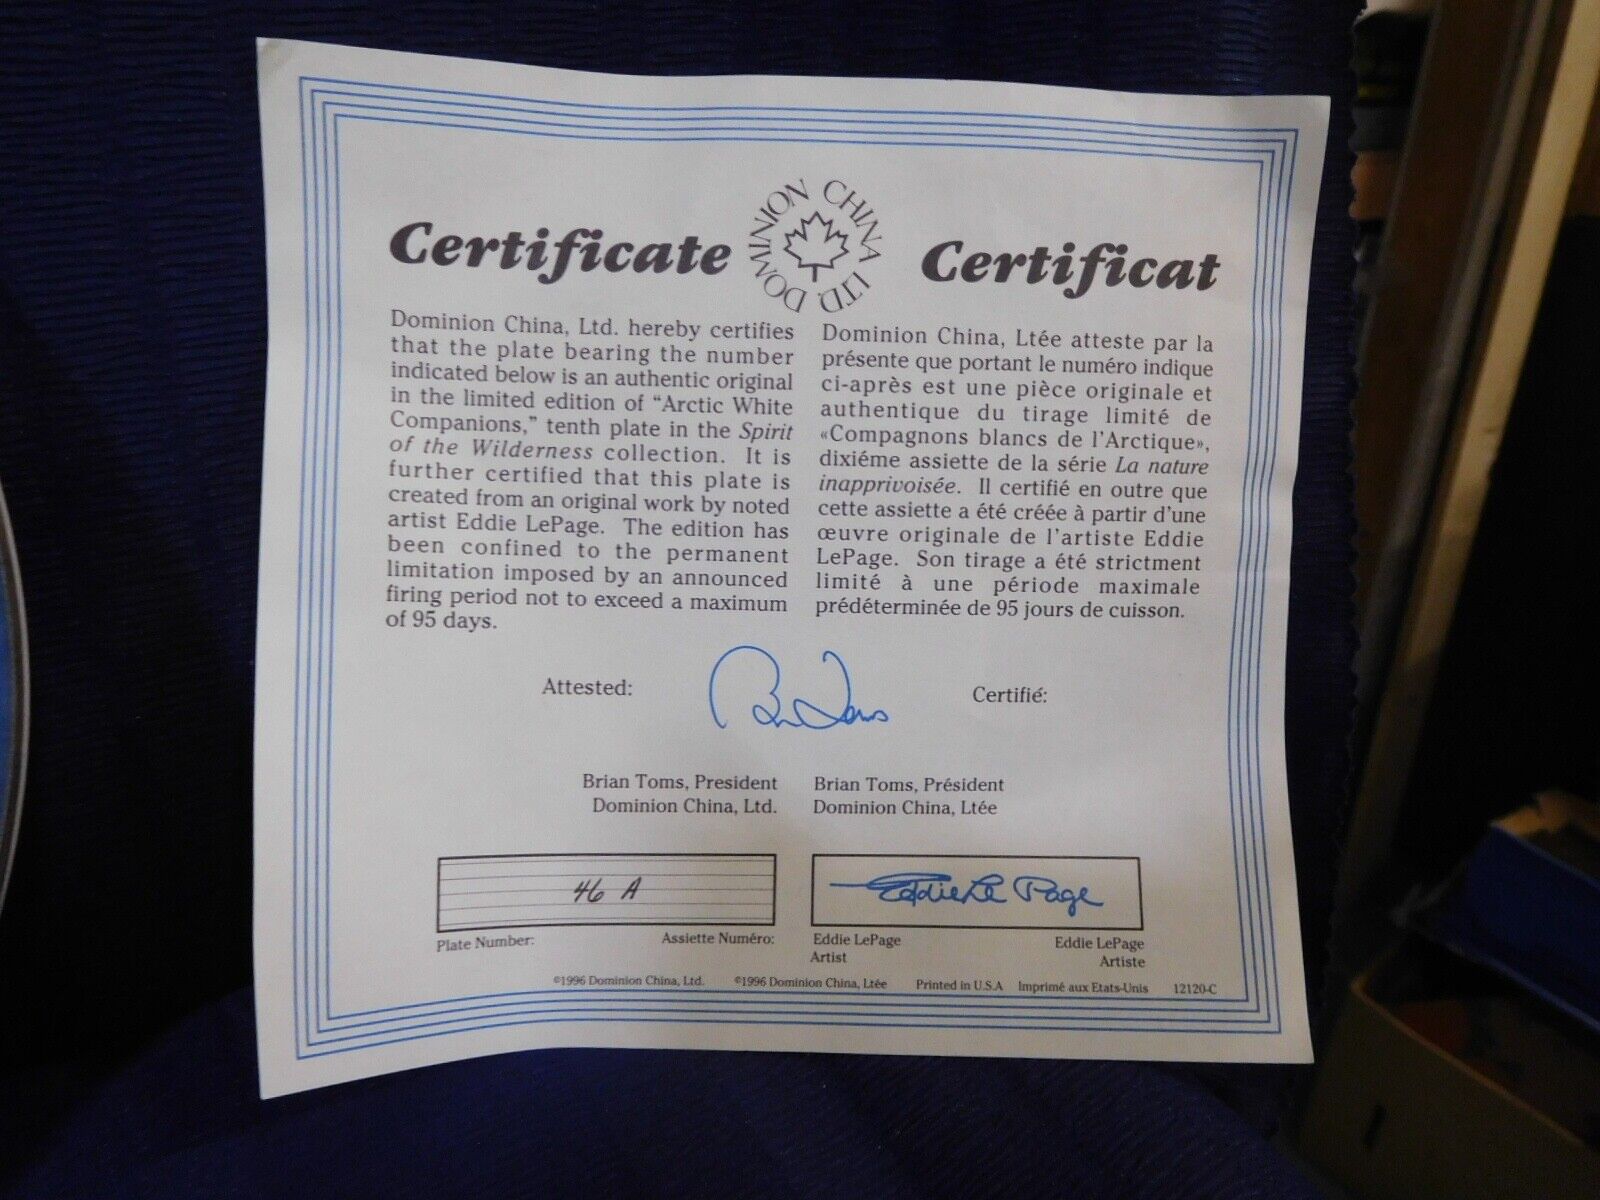 Certificate
DOMINION CHINA LTD.
Certificat
Dominion China, Ltd. hereby certifies
that the plate bearing the number
indicated below is an authentic original
in the limited edition of “Arctic White
Companions,” tenth plate in the Spirit
of the Wilderness collection. It is
further certified that this plate is
created from an original work by noted
artist Eddie LePage. The edition has
been confined to the permanent
limitation imposed by an announced
firing period not to exceed a maximum
of 95 days.
Dominion China, Ltée atteste par la
présente que portant le numéro indique
ci-après est une pièce originale et
authentique du tirage limité de
«Compagnons blancs de l'Arctique»,
dixiéme assiette de la série La nature
inapprivoisée. Il certifié en outre que
cette assiette a été créée à partir d'une
œuvre originale de l'artiste Eddie
LePage. Son tirage a été strictment
limité à une période maximale
prédéterminée de 95 jours de cuisson.
Attested:
Brian Toms
Certifié:
Brian Toms, President
Dominion China, Ltd.
Brian Toms, Président
Dominion China, Ltée
46 A
Plate Number:
Assiette Numéro:
Eddie Le Page
Eddie LePage
Artist
Eddie LePage
Artiste
©1996 Dominion China, Ltd. ©1996 Dominion China, Ltée Printed in U.S.A Imprimé aux Etats-Unis 12120-C